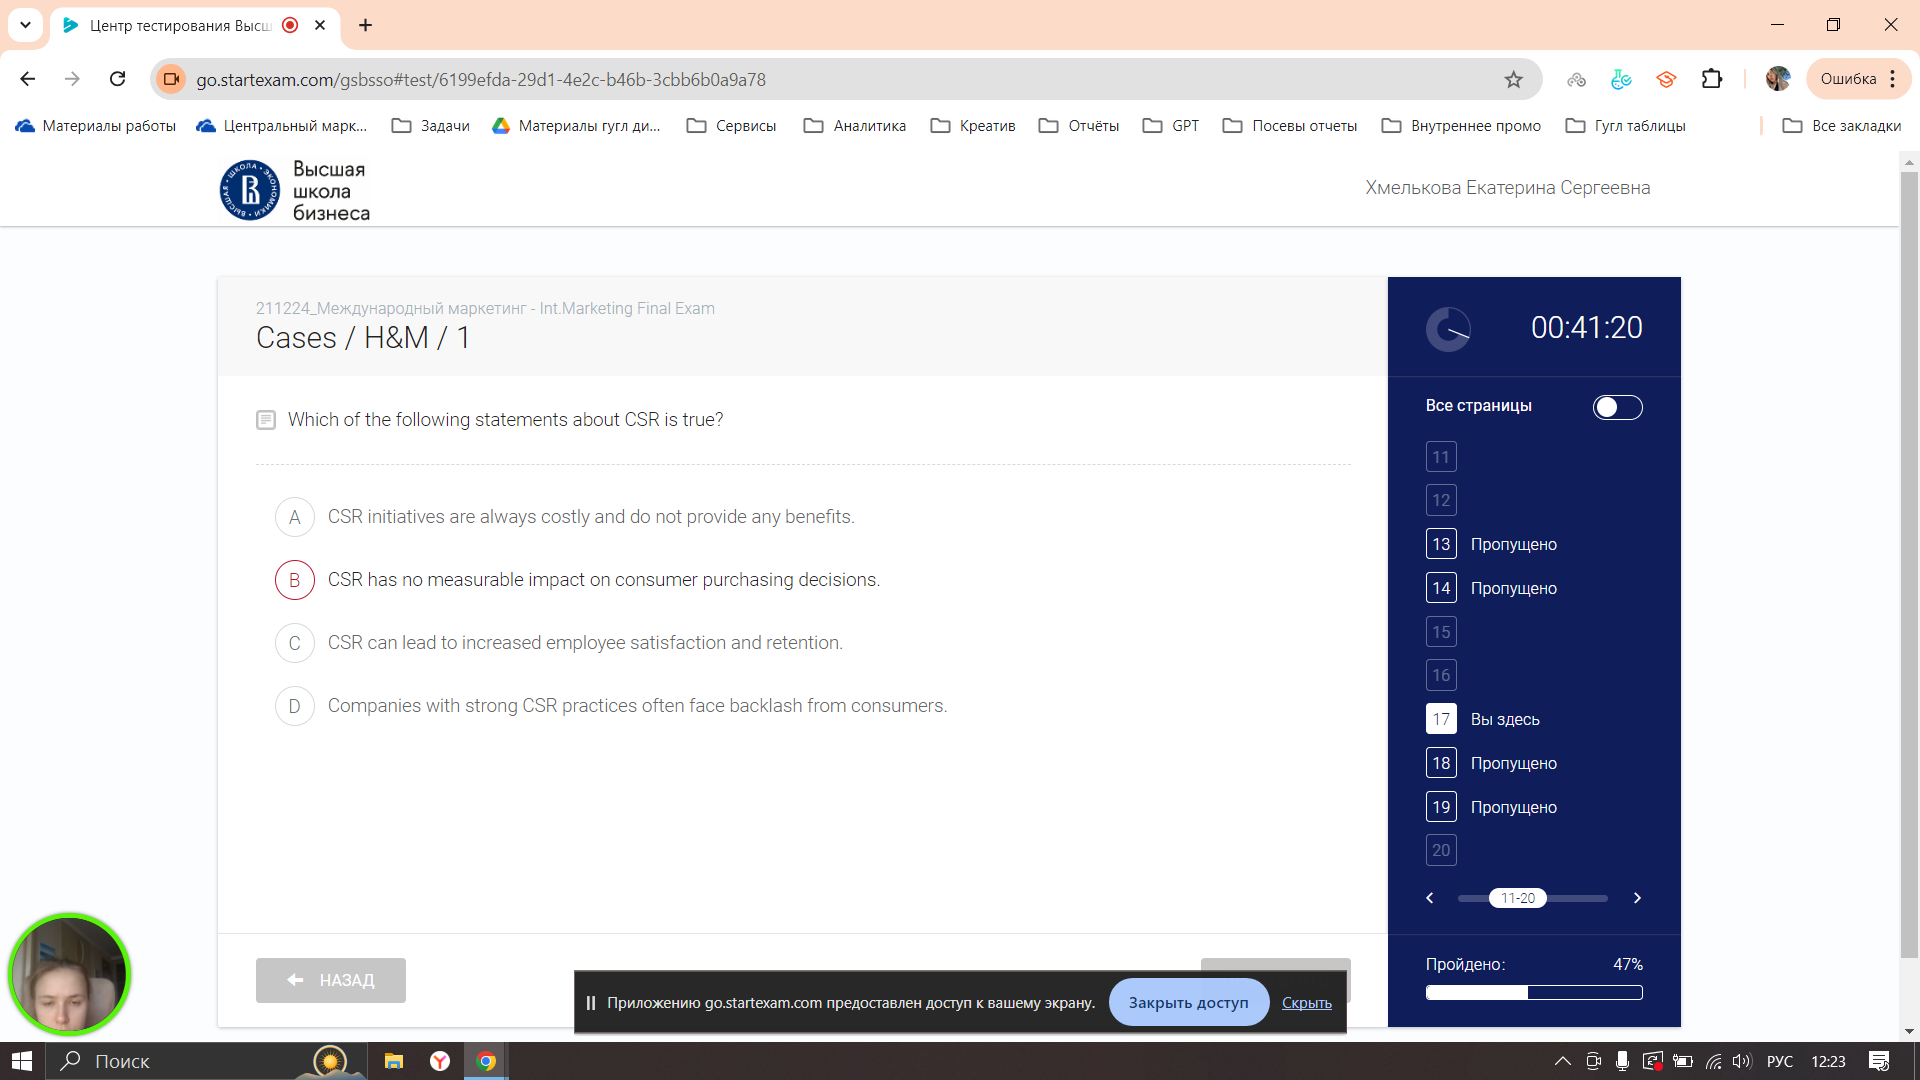 Центр тестирования Высш
go.startexam.com/gsbsso#test/6199efda-29d1-4e2c-b46b-3cbb6b0a9a78
Ошибка
Материалы работы
Центральный марк...
Задачи
Материалы гугл ди...
Сервисы
Аналитика
Креатив
Отчёты
GPT
Посевы отчеты
Внутреннее промо
Гугл таблицы
Все закладки
Высшая
школа
бизнеса
Хмелькова Екатерина Сергеевна
211224_Международный маркетинг - Int.Marketing Final Exam
Cases / H&M / 1
Which of the following statements about CSR is true?
A CSR initiatives are always costly and do not provide any benefits.
B CSR has no measurable impact on consumer purchasing decisions.
C CSR can lead to increased employee satisfaction and retention.
D Companies with strong CSR practices often face backlash from consumers.
НАЗАД
00:41:20
Все страницы
11
12
13 Пропущено
14 Пропущено
15
16
17 Вы здесь
18 Пропущено
19 Пропущено
20
11-20
Пройдено: 47%
Приложению go.startexam.com предоставлен доступ к вашему экрану.
Закрыть доступ
Скрыть
Поиск
РУС
12:23